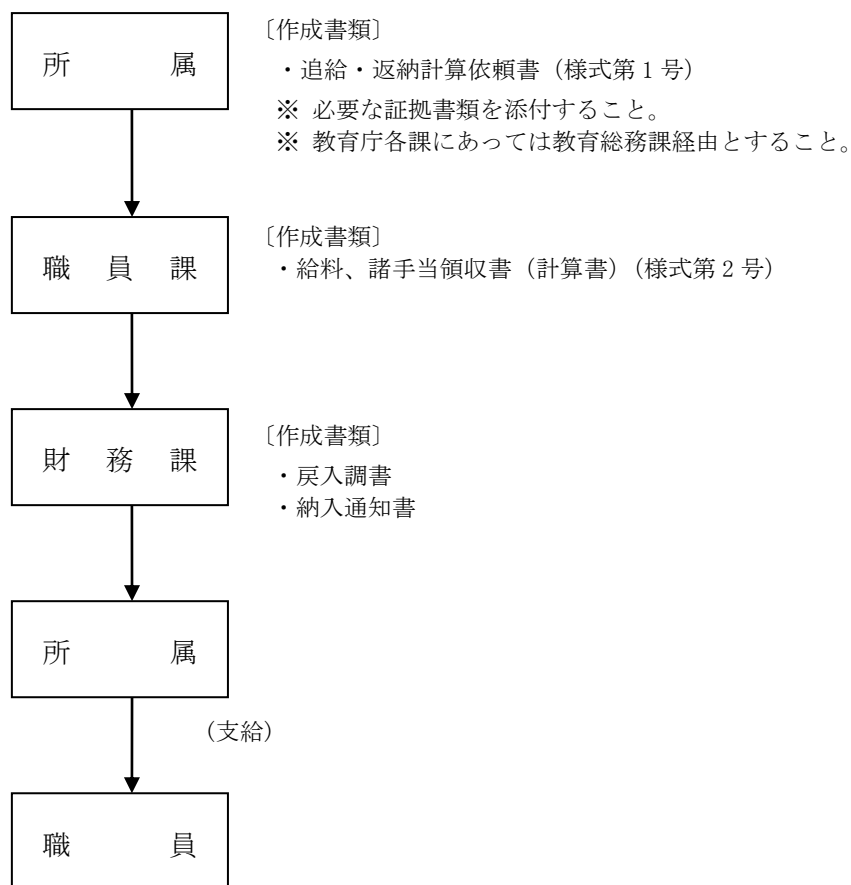 所　　　属
〔作成書類〕
・追給・返納計算依頼書（様式第１号）
※ 必要な証拠書類を添付すること。
※ 教育庁各課にあっては教育総務課経由とすること。
職　員　課
〔作成書類〕
・給料、諸手当領収書（計算書）（様式第２号）
財　務　課
〔作成書類〕
・戻入調書
・納入通知書
所　　　属
（支給）
職　　　員